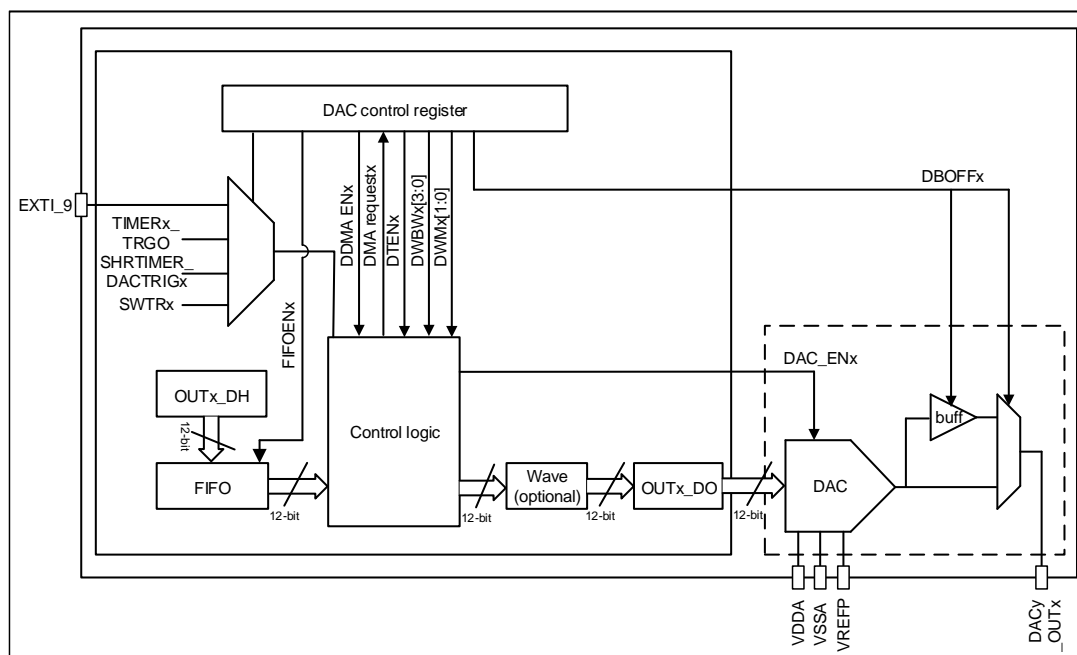 DAC control register
EXTI_9
TIMERx_
TRGO
SHRTIMER_
DACTRIGx
SWTRx
FIFOENx
DDMA ENx
DMA requestx
DTENx
DWBWx[3:0]
DWMx[1:0]
DBOFFx
OUTx_DH
12-bit
FIFO
12-bit
Control logic
12-bit
Wave
(optional)
12-bit
OUTx_DO
12-bit
DAC_ENx
DAC
buff
VDDA
VSSA
VREFP
DACy
_OUTx